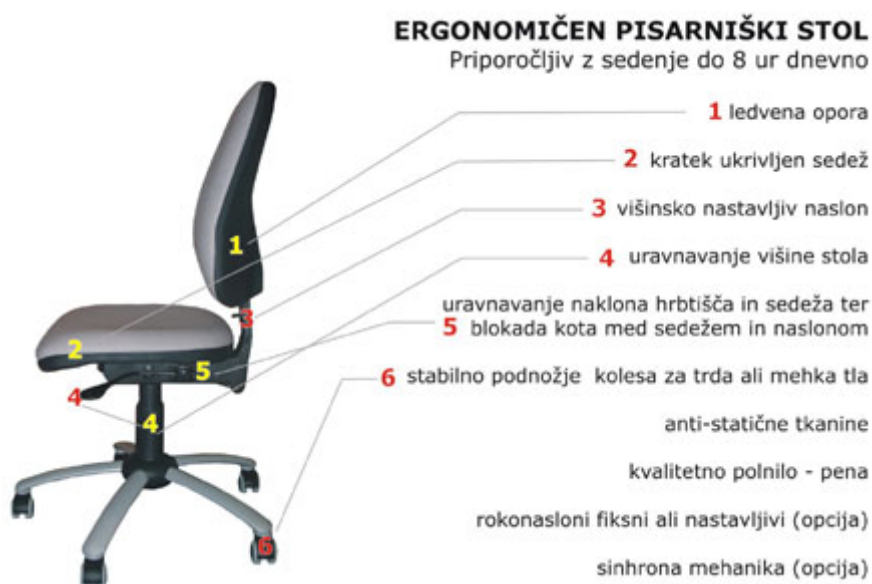 ERGONOMIČEN PISARNIŠKI STOL
Priporočljiv z sedenje do 8 ur dnevno
1 ledvena opora
2 kratek ukrivljen sedež
3 višinsko nastavljiv naslon
4 uravnavanje višine stola
uravnavanje naklona hrbtišča in sedeža ter
5 blokada kota med sedežem in naslonom
6 stabilno podnožje kolesa za trda ali mehka tla
anti-statične tkanine
kvalitetno polnilo - pena
rokonasloni fiksni ali nastavljivi (opcija)
sinhrona mehanika (opcija)
1
3
2
5
4
4
6